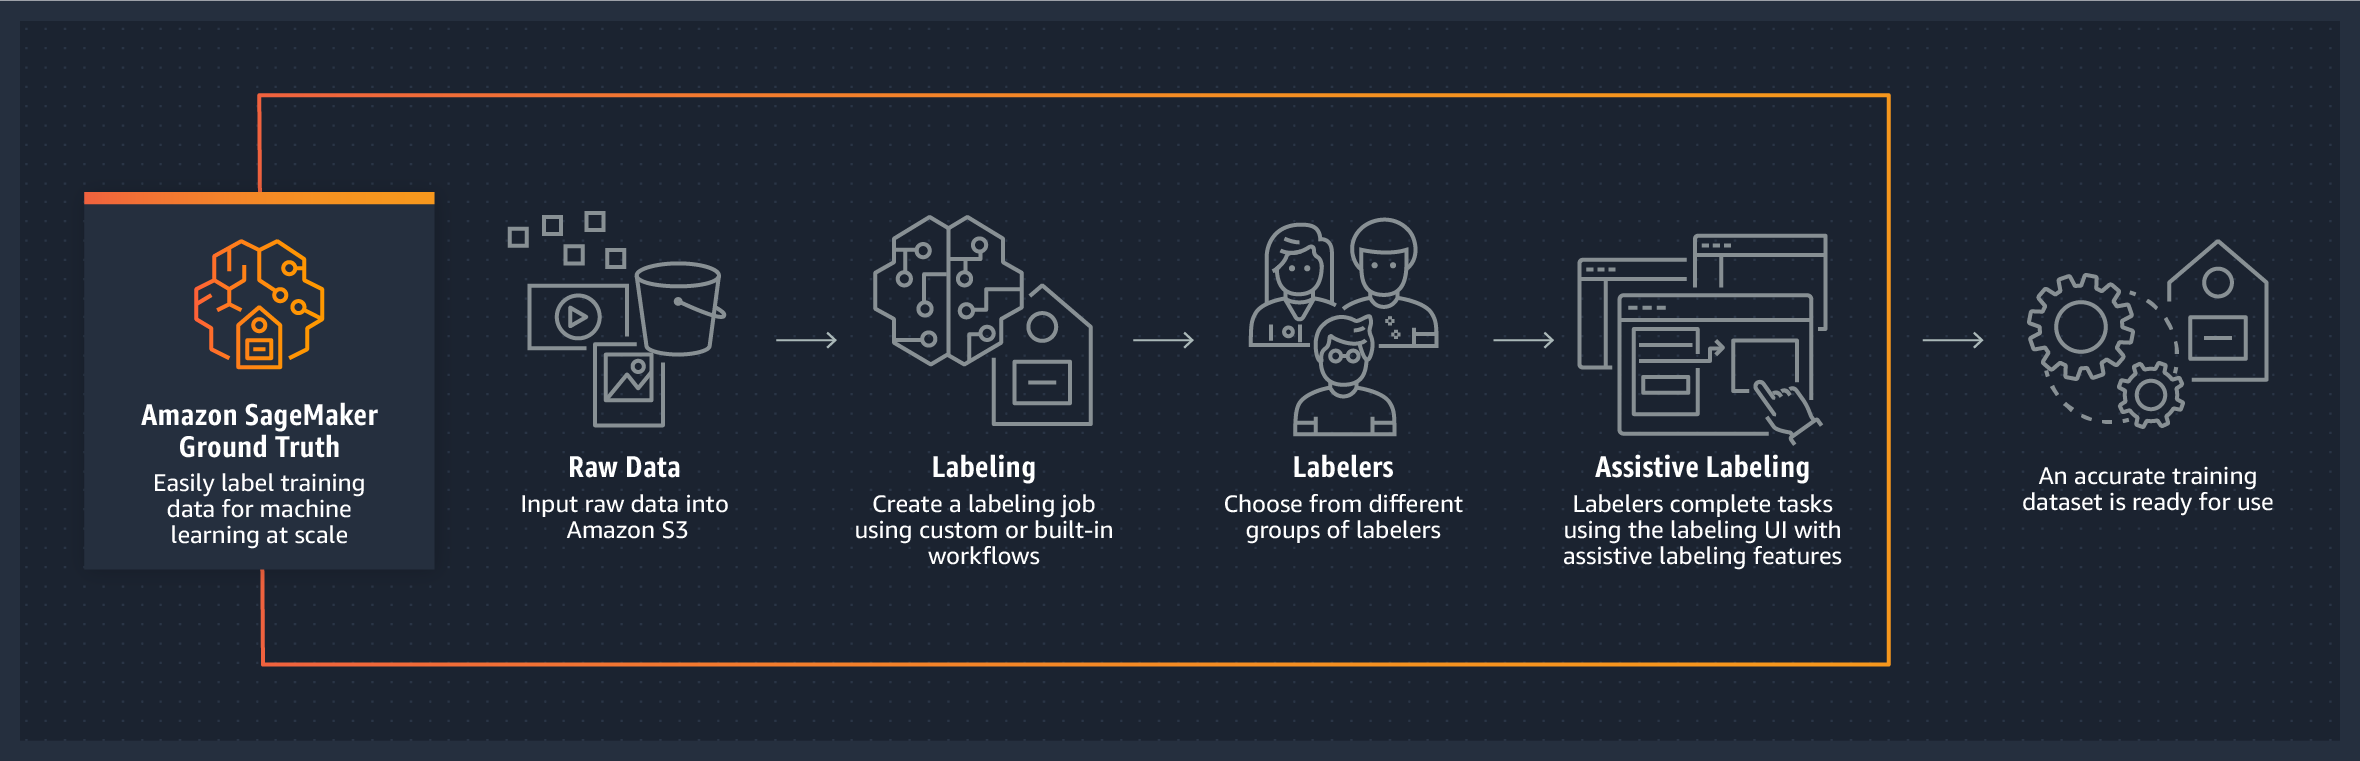 Amazon SageMaker
Ground Truth
Easily label training
data for machine
learning at scale
Raw Data
Input raw data into
Amazon S3
Labeling
Create a labeling job
using custom or built-in
workflows
Labelers
Choose from different
groups of labelers
Assistive Labeling
Labelers complete tasks
using the labeling UI with
assistive labeling features
An accurate training
dataset is ready for use